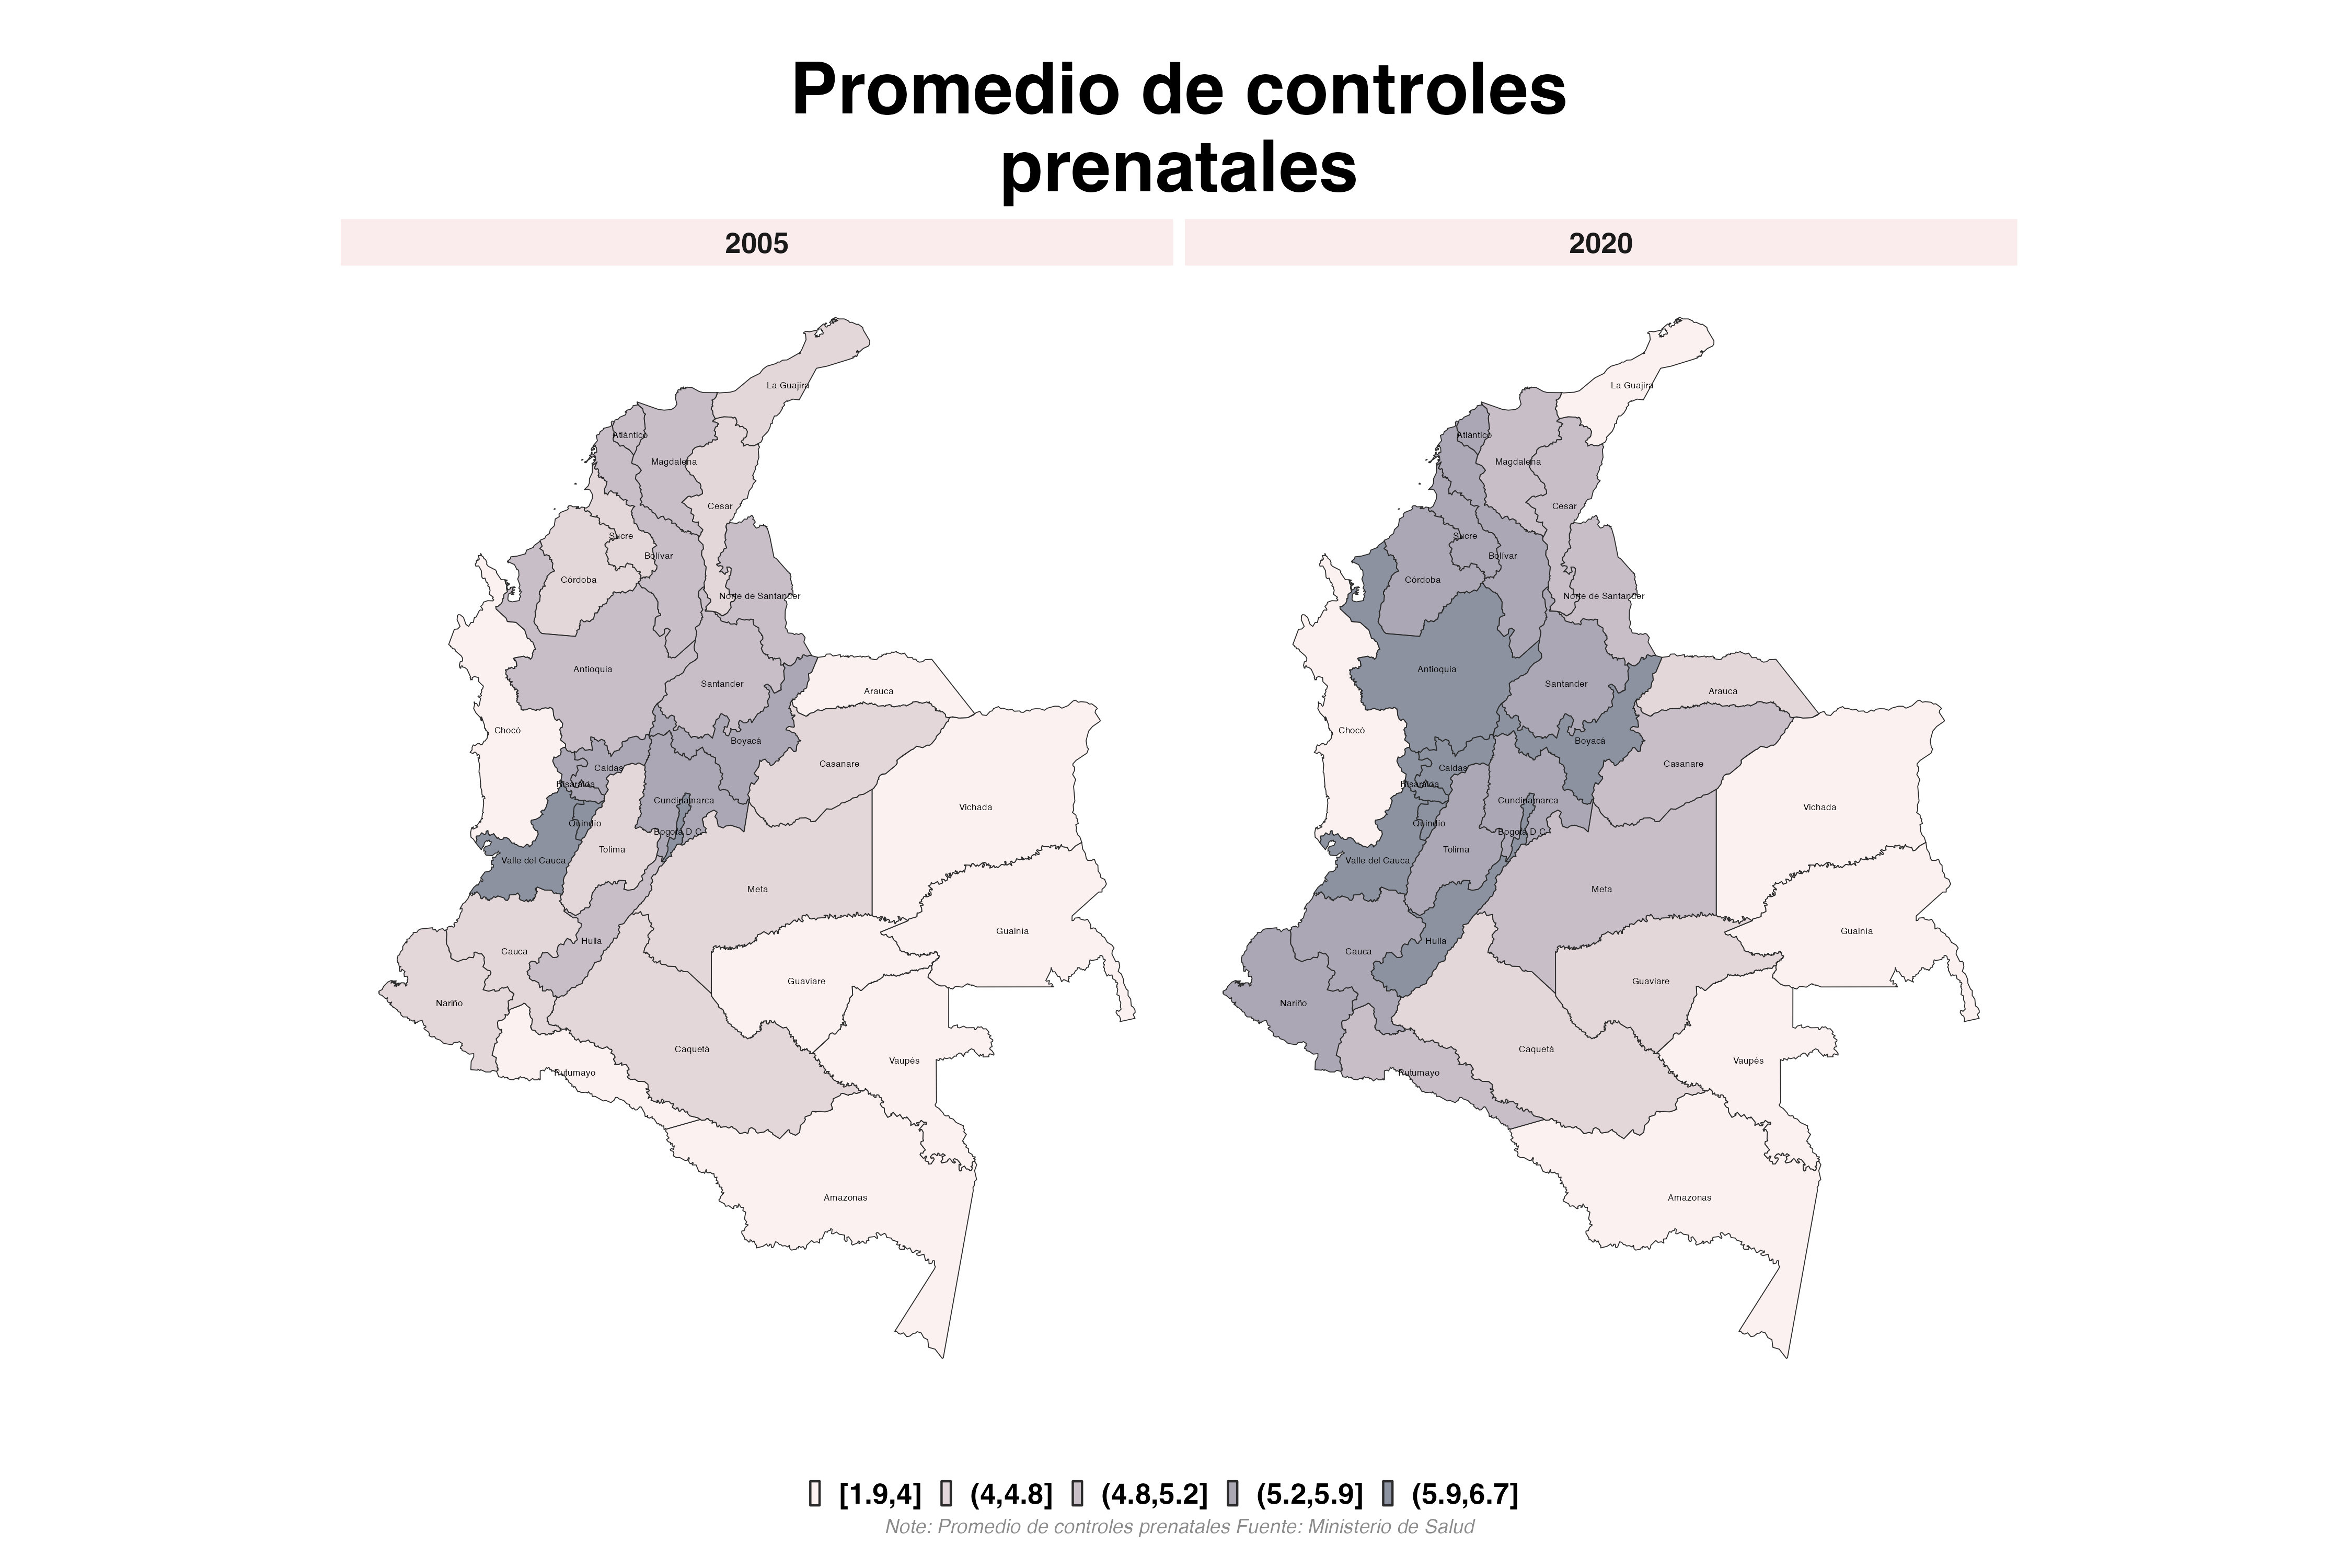 Promedio de controles
prenatales
2005
2020
La Guajira
Atlántico
Magdalena
Cesar
Sucre
Bolívar
Córdoba
Norte de Santander
Antioquia
Santander
Arauca
Chocó
Boyacá
Casanare
Caldas
Risaralda
Cundinamarca
Vichada
Quindío
Bogotá D C
Tolima
Valle del Cauca
Meta
Guainía
Huila
Cauca
Guaviare
Nariño
Caquetá
Vaupés
Putumayo
Amazonas
La Guajira
Atlántico
Magdalena
Cesar
Sucre
Bolívar
Córdoba
Norte de Santander
Antioquia
Santander
Arauca
Chocó
Boyacá
Casanare
Caldas
Risaralda
Cundinamarca
Vichada
Quindío
Bogotá D C
Tolima
Valle del Cauca
Meta
Guainía
Huila
Cauca
Guaviare
Nariño
Caquetá
Vaupés
Putumayo
Amazonas
[1.9,4] (4,4.8] (4.8,5.2] (5.2,5.9] (5.9,6.7]
Note: Promedio de controles prenatales Fuente: Ministerio de Salud